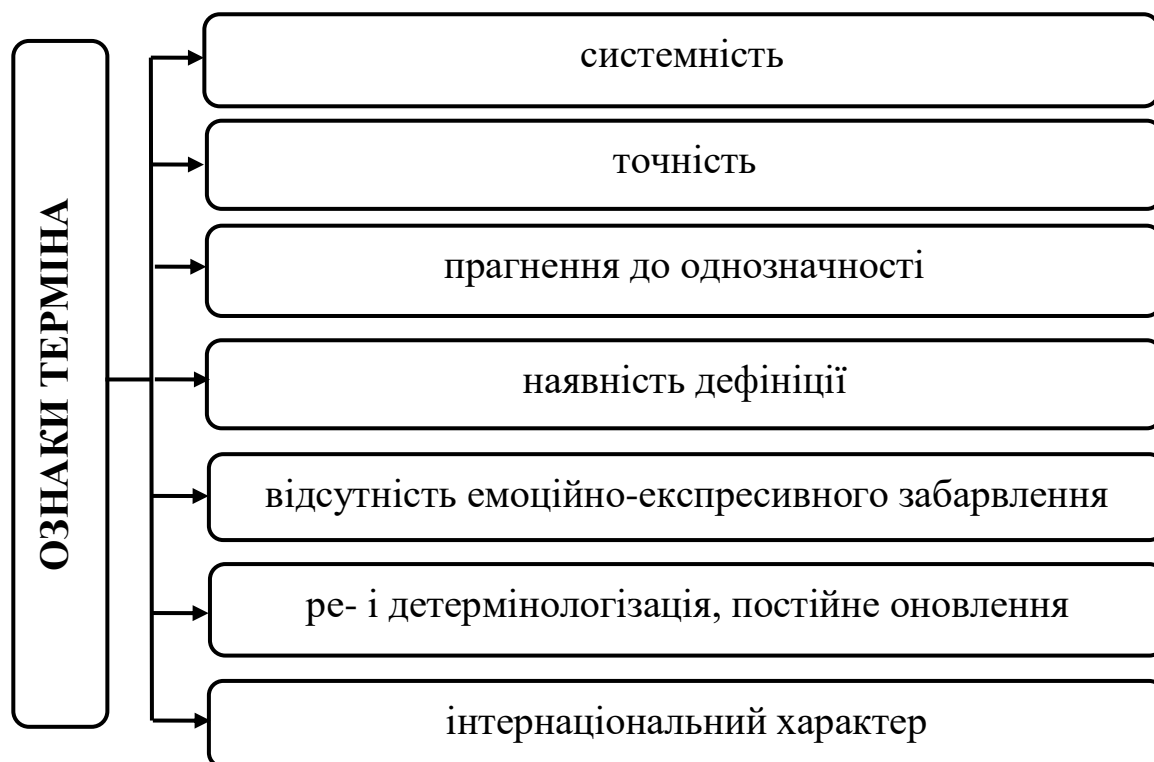 ОЗНАКИ ТЕРМІНА
системність
точність
прагнення до однозначності
наявність дефініції
відсутність емоційно-експресивного забарвлення
ре- і детермінологізація, постійне оновлення
інтернаціональний характер